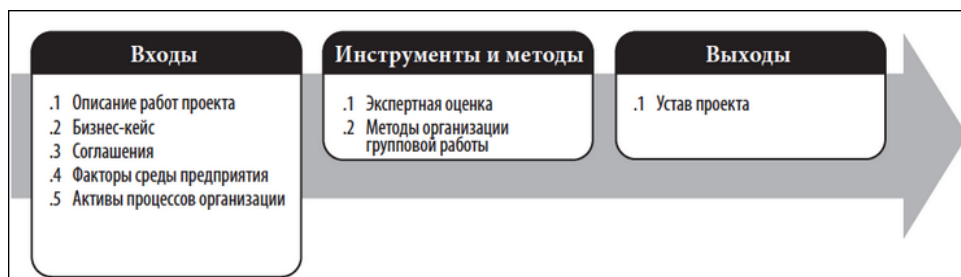 Входы
.1 Описание работ проекта
.2 Бизнес-кейс
.3 Соглашения
.4 Факторы среды предприятия
.5 Активы процессов организации
Инструменты и методы
.1 Экспертная оценка
.2 Методы организации
групповой работы
Выходы
.1 Устав проекта